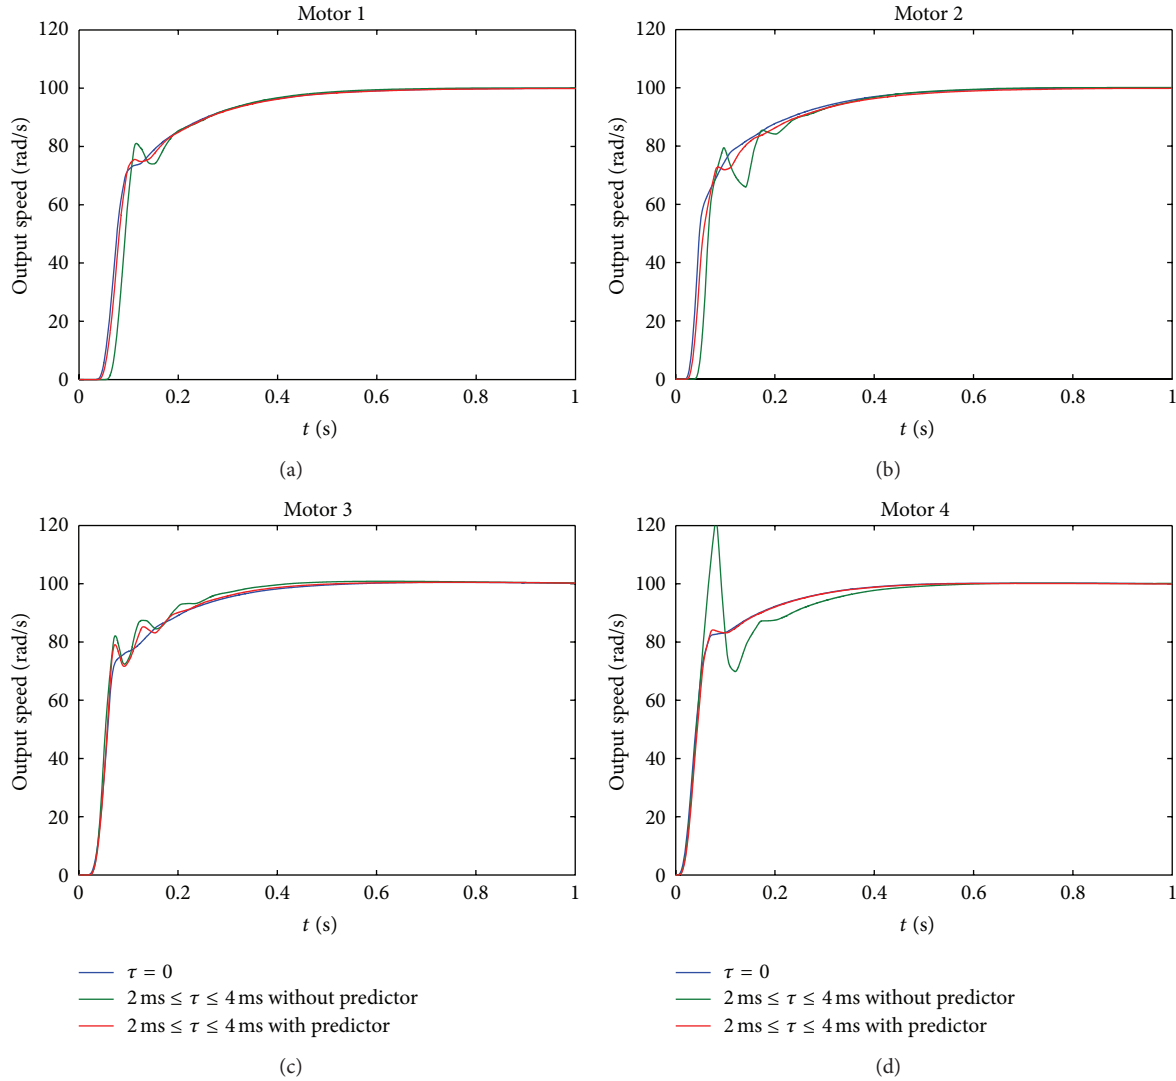 Motor 1
120
100
80
60
40
20
0
Output speed (rad/s)
0 0.2 0.4 0.6 0.8 1
t (s)
(a)
Motor 2
120
100
80
60
40
20
0
Output speed (rad/s)
0 0.2 0.4 0.6 0.8 1
t (s)
(b)
Motor 3
120
100
80
60
40
20
0
Output speed (rad/s)
0 0.2 0.4 0.6 0.8 1
t (s)
τ = 0
2 ms ≤ τ ≤ 4 ms without predictor
2 ms ≤ τ ≤ 4 ms with predictor
(c)
Motor 4
120
100
80
60
40
20
0
Output speed (rad/s)
0 0.2 0.4 0.6 0.8 1
t (s)
τ = 0
2 ms ≤ τ ≤ 4 ms without predictor
2 ms ≤ τ ≤ 4 ms with predictor
(d)